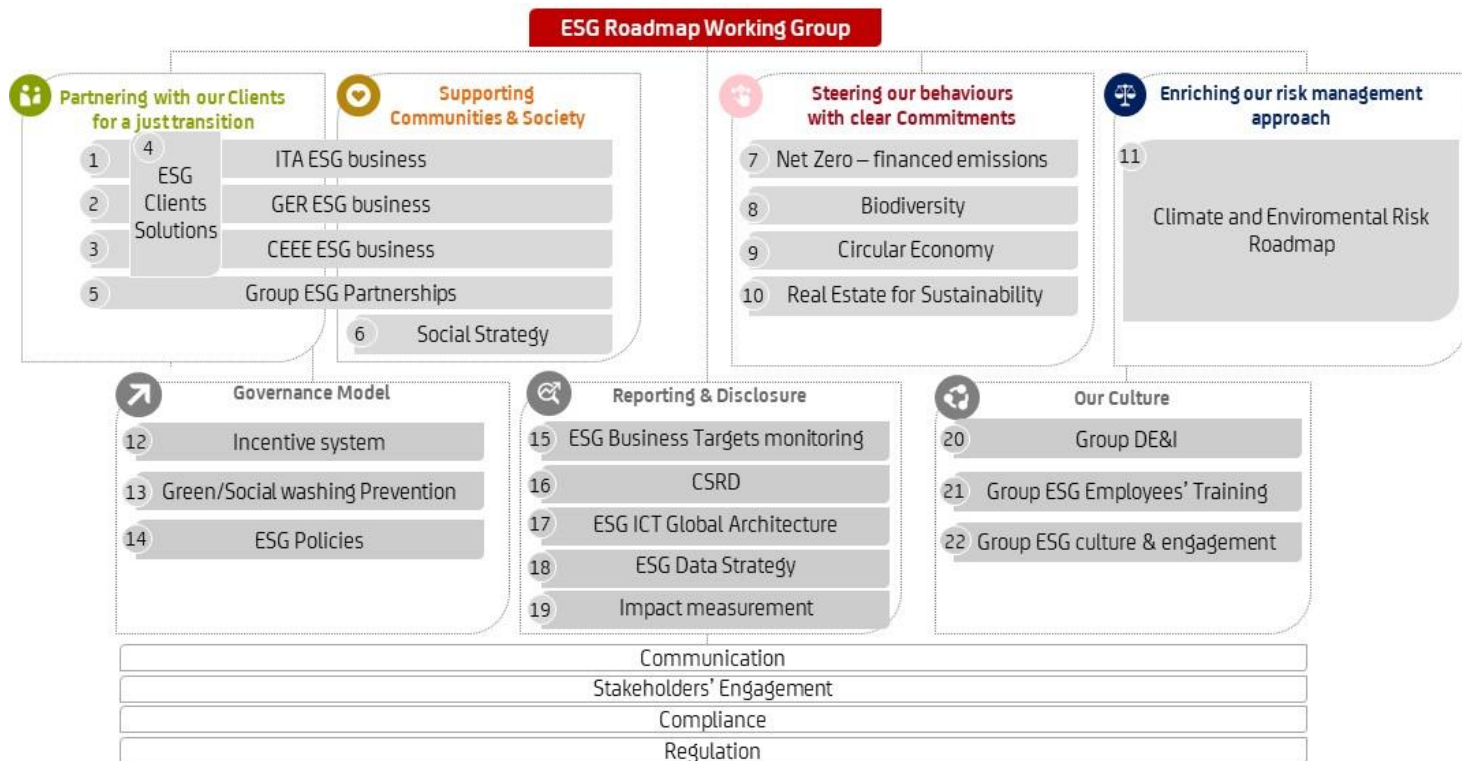 ESG Roadmap Working Group
Partnering with our Clients
for a just transition
Supporting
Communities & Society
1
ITA ESG business
2
GER ESG business
3
CEEE ESG business
4
ESG
Clients
Solutions
5
Group ESG Partnerships
6
Social Strategy
Steering our behaviours
with clear Commitments
7
Net Zero – financed emissions
8
Biodiversity
9
Circular Economy
10
Real Estate for Sustainability
Enriching our risk management
approach
11
Climate and Enviromental Risk
Roadmap
Governance Model
12
Incentive system
13
Green/Social washing Prevention
14
ESG Policies
Reporting & Disclosure
15
ESG Business Targets monitoring
16
CSRD
17
ESG ICT Global Architecture
18
ESG Data Strategy
19
Impact measurement
Our Culture
20
Group DE&I
21
Group ESG Employees’ Training
22
Group ESG culture & engagement
Communication
Stakeholders’ Engagement
Compliance
Regulation